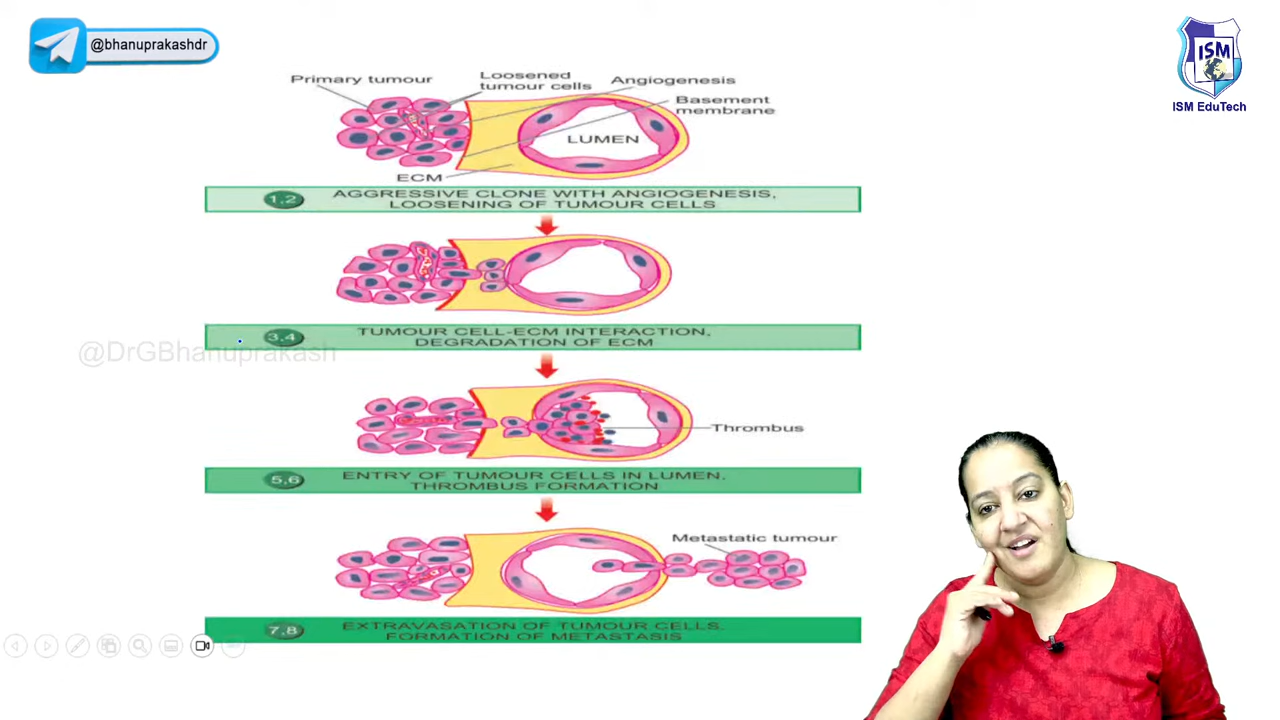 @bhanuprakashdr
ISM
ISM EduTech
Primary tumour
Loosened
tumour cells
Angiogenesis
Basement
membrane
LUMEN
ECM
1,2
AGGRESSIVE CLONE WITH ANGIOGENESIS,
LOOSENING OF TUMOUR CELLS
3,4
TUMOUR CELL-ECM INTERACTION,
DEGRADATION OF ECM
@DrGBhanuprakash
Thrombus
5,6
ENTRY OF TUMOUR CELLS IN LUMEN,
THROMBUS FORMATION
Metastatic tumour
7,8
EXTRAVASATION OF TUMOUR CELLS,
FORMATION OF METASTASIS